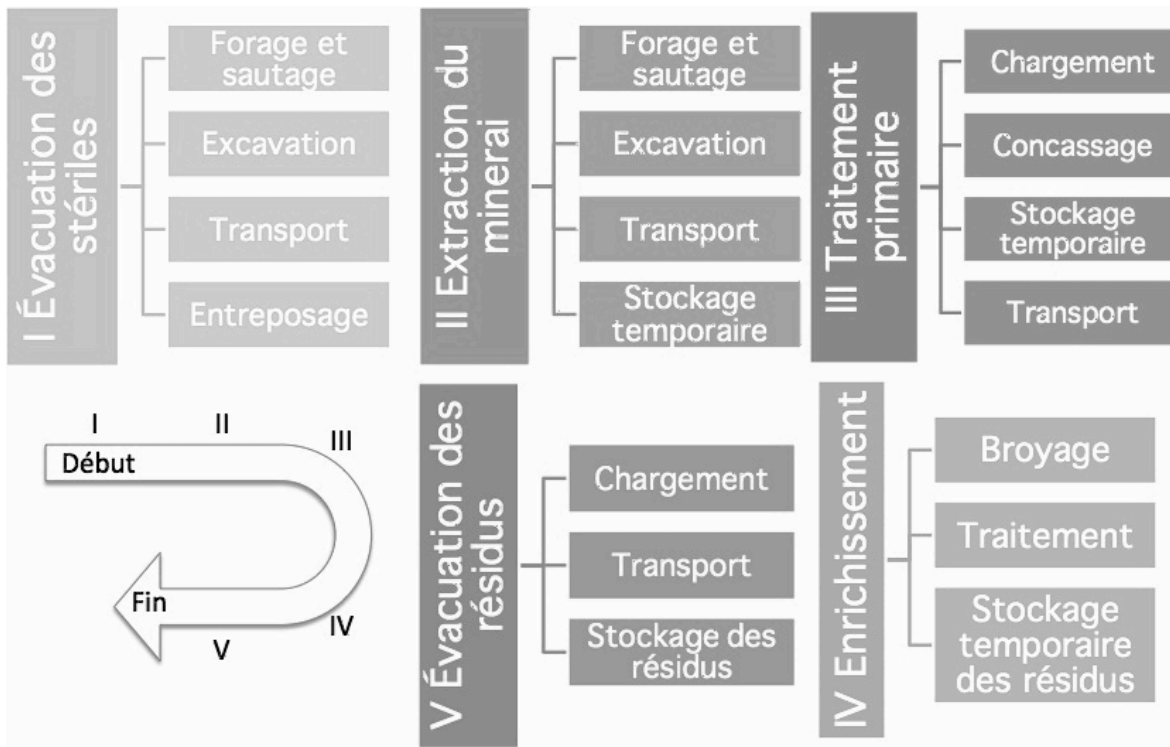 I Évacuation des
stériles
Forage et
sautage
Excavation
Transport
Entreposage
II Extraction du
minerai
Forage et
sautage
Excavation
Transport
Stockage
temporaire
III Traitement
primaire
Chargement
Concassage
Stockage
temporaire
Transport
I
II
III
Début
Fin
IV
V
V Évacuation des
résidus
Chargement
Transport
Stockage des
résidus
IV Enrichissement
Broyage
Traitement
Stockage
temporaire
des résidus